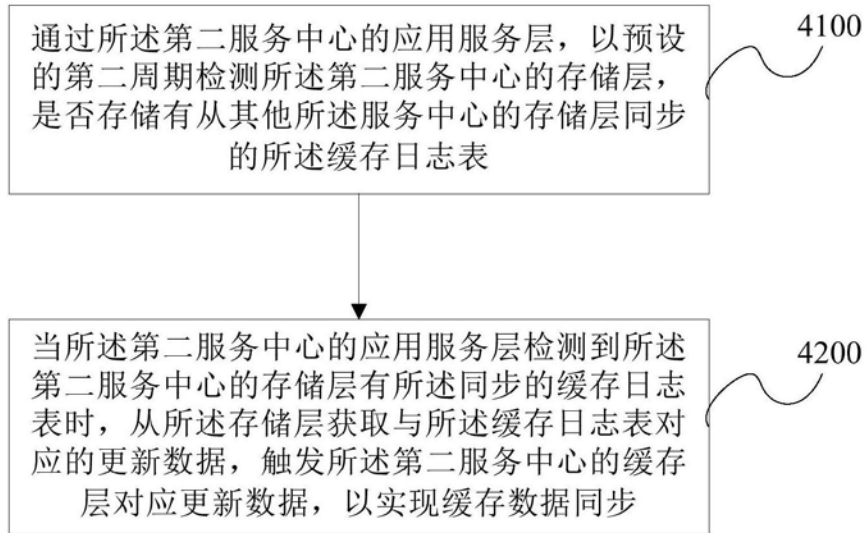 通过所述第二服务中心的应用服务层，以预设
的第二周期检测所述第二服务中心的存储层，
是否存储有从其他所述服务中心的存储层同步
的所述缓存日志表
4100
当所述第二服务中心的应用服务层检测到所述
第二服务中心的存储层有所述同步的缓存日志
表时，从所述存储层获取与所述缓存日志表对
应的更新数据，触发所述第二服务中心的缓存
层对应更新数据，以实现缓存数据同步
4200